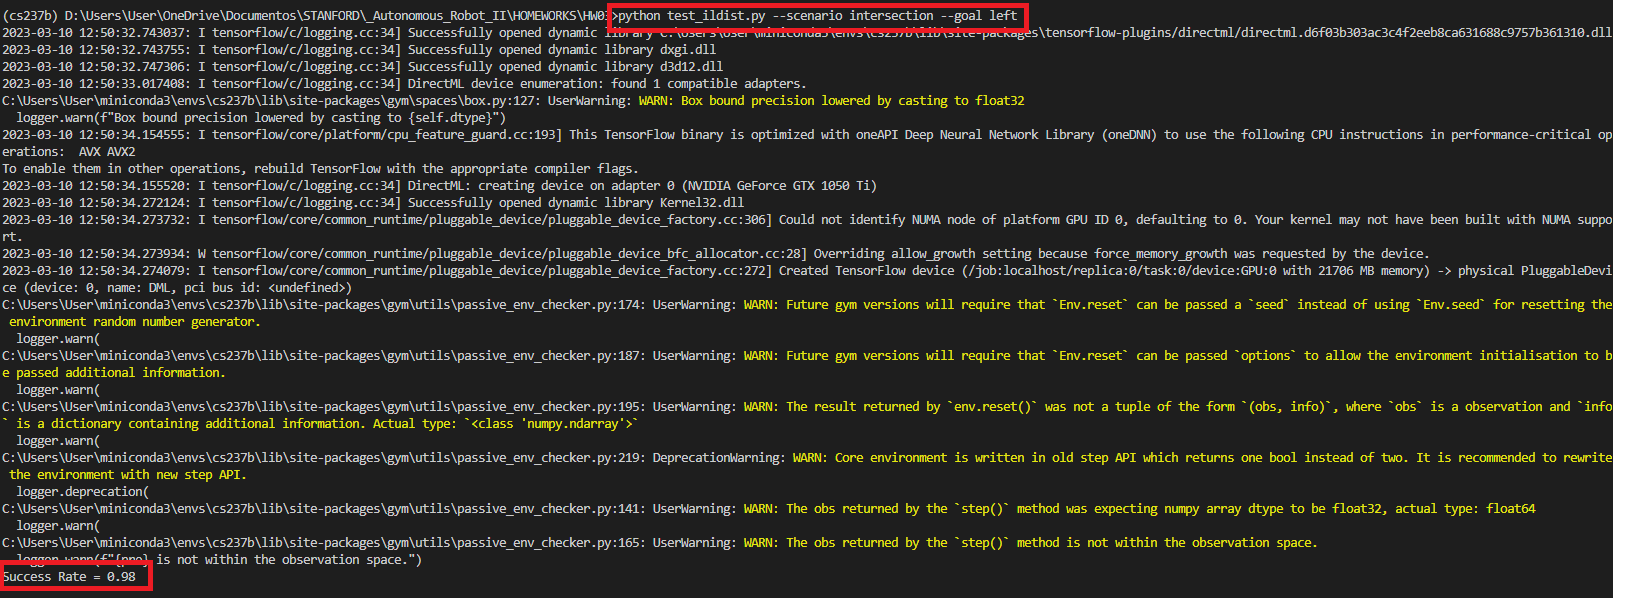 (cs237b) D:\Users\User\OneDrive\Documentos\STANFORD\_Autonomous_Robot_II\HOMEWORKS\HW03>python test_ildist.py --scenario intersection --goal left
2023-03-10 12:50:32.743037: I tensorflow/c/logging.cc:34] Successfully opened dynamic library c:\users\user\miniconda3\envs\cs237b\lib\site-packages\tensorflow-plugins/directml/directml.d6f03b303ac3c4f2eeb8ca631688c9757b361310.dll
2023-03-10 12:50:32.743755: I tensorflow/c/logging.cc:34] Successfully opened dynamic library dxgi.dll
2023-03-10 12:50:32.747306: I tensorflow/c/logging.cc:34] Successfully opened dynamic library d3d12.dll
2023-03-10 12:50:33.017408: I tensorflow/c/logging.cc:34] DirectML device enumeration: found 1 compatible adapters.
C:\Users\User\miniconda3\envs\cs237b\lib\site-packages\gym\spaces\box.py:127: UserWarning: WARN: Box bound precision lowered by casting to float32
  logger.warn(f"Box bound precision lowered by casting to {self.dtype}")
2023-03-10 12:50:34.154555: I tensorflow/core/platform/cpu_feature_guard.cc:193] This TensorFlow binary is optimized with oneAPI Deep Neural Network Library (oneDNN) to use the following CPU instructions in performance-critical op
erations:  AVX AVX2
To enable them in other operations, rebuild TensorFlow with the appropriate compiler flags.
2023-03-10 12:50:34.155520: I tensorflow/c/logging.cc:34] DirectML: creating device on adapter 0 (NVIDIA GeForce GTX 1050 Ti)
2023-03-10 12:50:34.272124: I tensorflow/c/logging.cc:34] Successfully opened dynamic library Kernel32.dll
2023-03-10 12:50:34.273732: I tensorflow/core/common_runtime/pluggable_device/pluggable_device_factory.cc:306] Could not identify NUMA node of platform GPU ID 0, defaulting to 0. Your kernel may not have been built with NUMA suppo
rt.
2023-03-10 12:50:34.273934: W tensorflow/core/common_runtime/pluggable_device/pluggable_device_bfc_allocator.cc:28] Overriding allow_growth setting because force_memory_growth was requested by the device.
2023-03-10 12:50:34.274079: I tensorflow/core/common_runtime/pluggable_device/pluggable_device_factory.cc:272] Created TensorFlow device (/job:localhost/replica:0/task:0/device:GPU:0 with 21706 MB memory) -> physical PluggableDevi
ce (device: 0, name: DML, pci bus id: <undefined>)
C:\Users\User\miniconda3\envs\cs237b\lib\site-packages\gym\utils\passive_env_checker.py:174: UserWarning: WARN: Future gym versions will require that `Env.reset` can be passed a `seed` instead of using `Env.seed` for resetting the
 environment random number generator.
  logger.warn(
C:\Users\User\miniconda3\envs\cs237b\lib\site-packages\gym\utils\passive_env_checker.py:187: UserWarning: WARN: Future gym versions will require that `Env.reset` can be passed `options` to allow the environment initialisation to b
e passed additional information.
  logger.warn(
C:\Users\User\miniconda3\envs\cs237b\lib\site-packages\gym\utils\passive_env_checker.py:195: UserWarning: WARN: The result returned by `env.reset()` was not a tuple of the form `(obs, info)`, where `obs` is a observation and `info
` is a dictionary containing additional information. Actual type: `<class 'numpy.ndarray'>`
  logger.warn(
C:\Users\User\miniconda3\envs\cs237b\lib\site-packages\gym\utils\passive_env_checker.py:219: DeprecationWarning: WARN: Core environment is written in old step API which returns one bool instead of two. It is recommended to rewrite
 the environment with new step API.
  logger.deprecation(
C:\Users\User\miniconda3\envs\cs237b\lib\site-packages\gym\utils\passive_env_checker.py:141: UserWarning: WARN: The obs returned by the `step()` method was expecting numpy array dtype to be float32, actual type: float64
  logger.warn(
C:\Users\User\miniconda3\envs\cs237b\lib\site-packages\gym\utils\passive_env_checker.py:165: UserWarning: WARN: The obs returned by the `step()` method is not within the observation space.
  logger.warn(f"{pre} is not within the observation space.")
Success Rate = 0.98